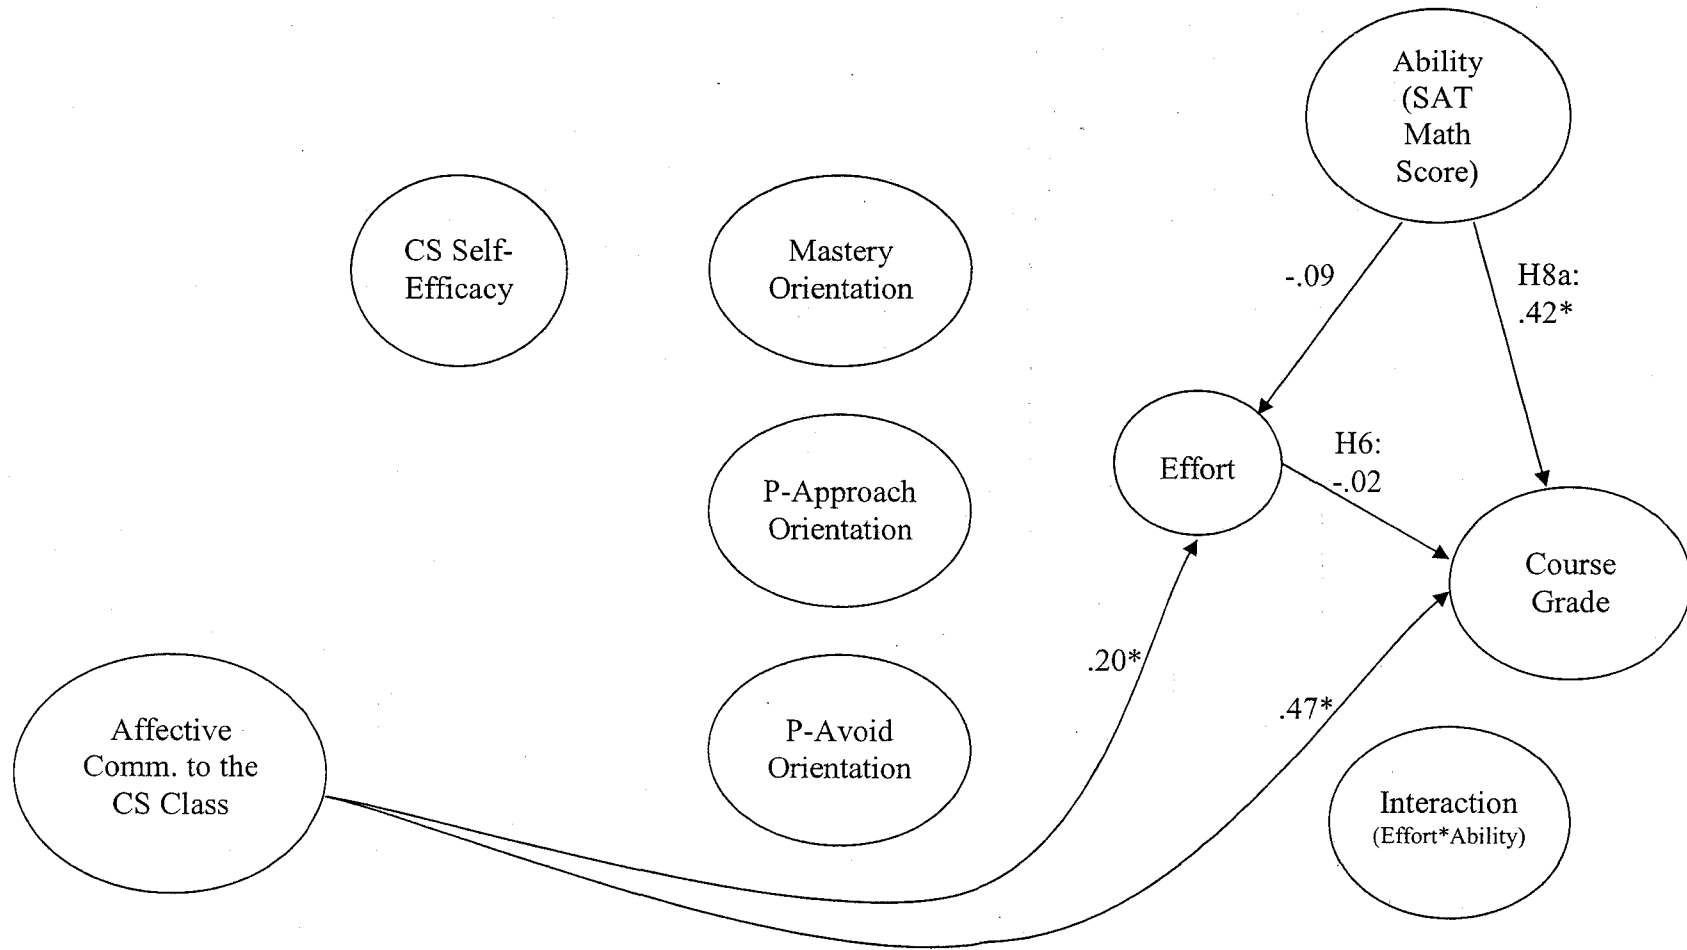 Ability
(SAT
Math
Score)
CS Self-
Efficacy
Mastery
Orientation
-.09
H8a:
.42*
P-Approach
Orientation
Effort
H6:
-.02
Course
Grade
.20*
.47*
Affective
Comm. to the
CS Class
P-Avoid
Orientation
Interaction
(Effort*Ability)